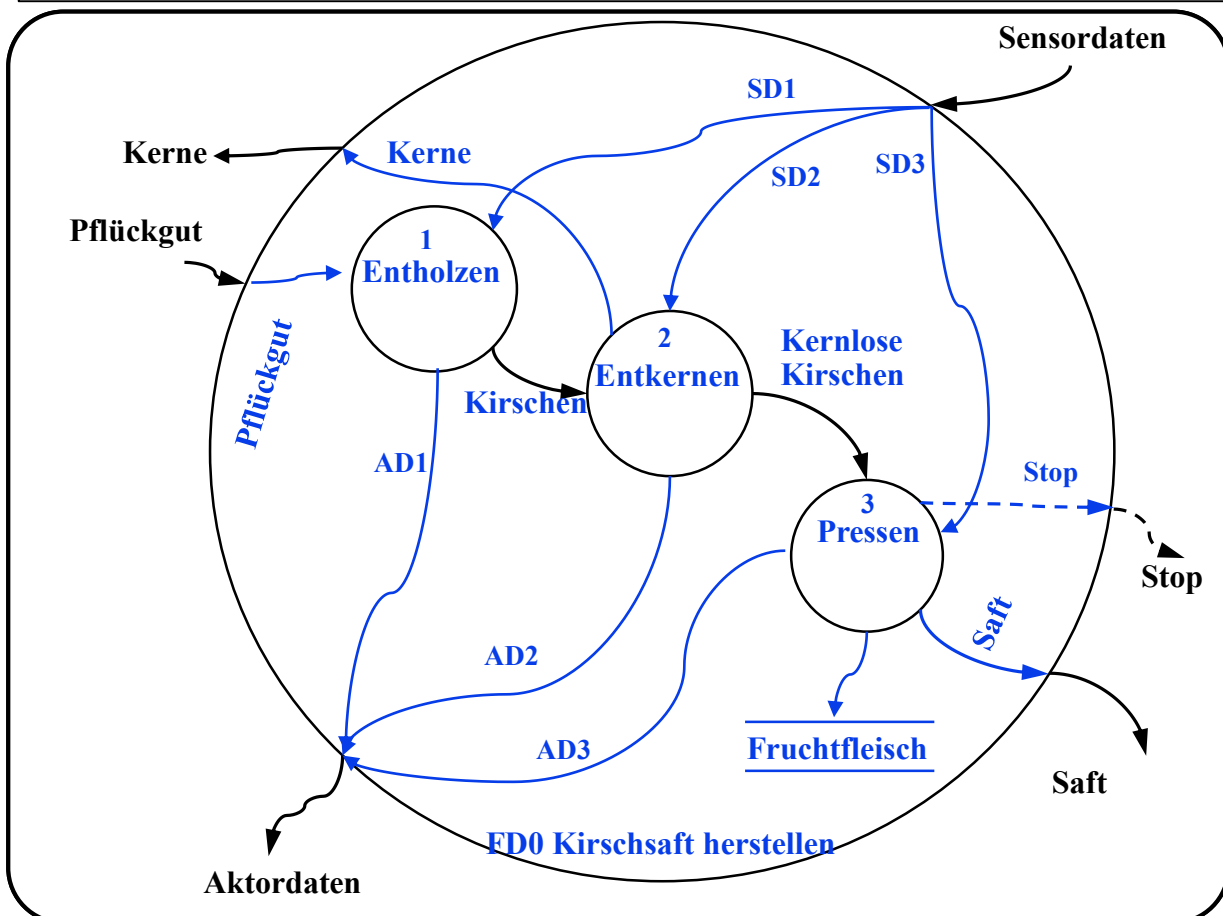 Sensordaten
SD1
Kerne
Kerne
SD2
SD3
Pflückgut
1
Entholzen
Pflückgut
2
Entkernen
Kernlose
Kirschen
Kirschen
AD1
Stop
3
Pressen
Stop
Saft
AD2
AD3
Fruchtfleisch
Saft
FD0 Kirschsaft herstellen
Aktordaten